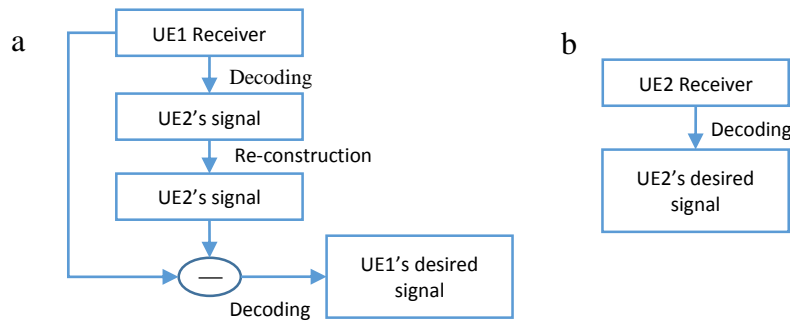 a
UE1 Receiver
Decoding
UE2's signal
Re-construction
UE2's signal
—
Decoding
UE1's desired
signal
b
UE2 Receiver
Decoding
UE2's desired
signal